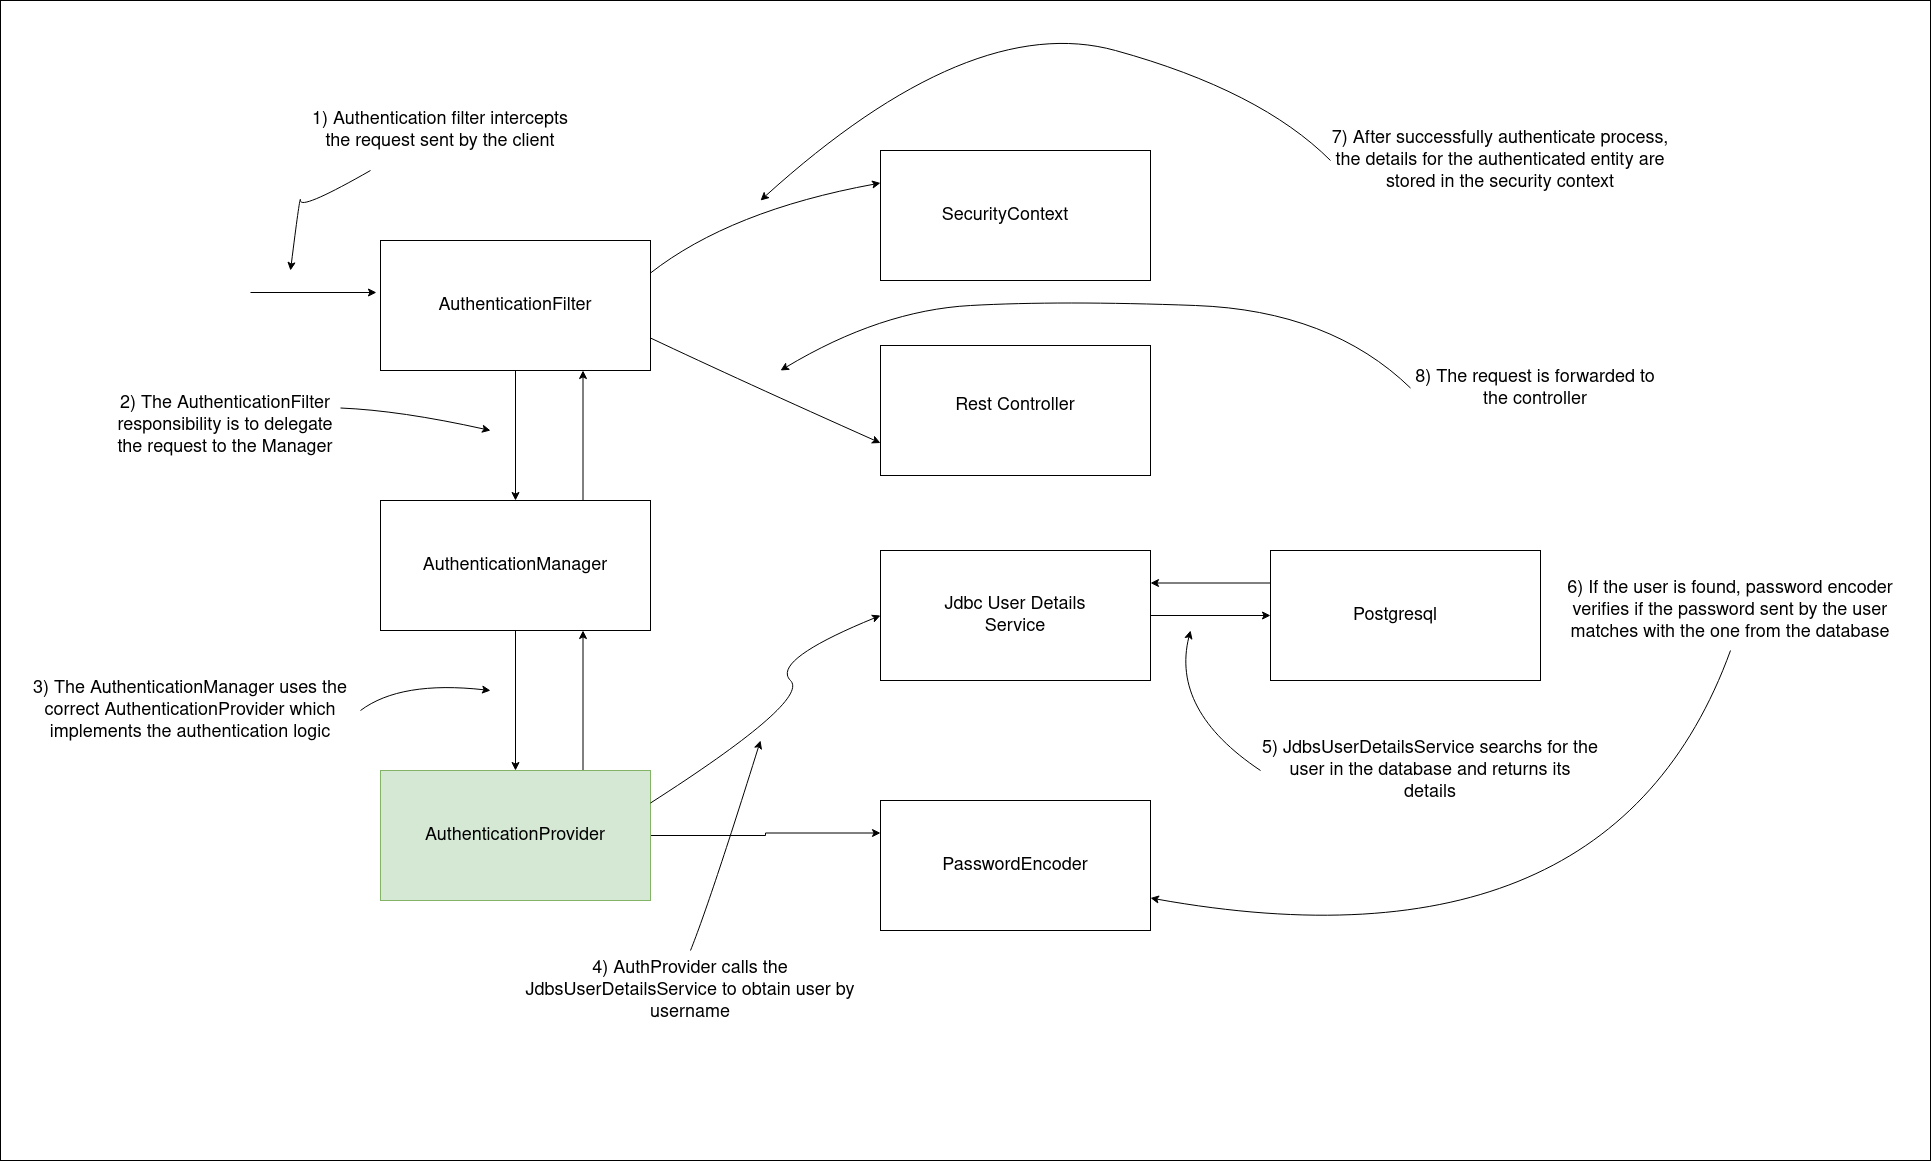 1) Authentication filter intercepts
the request sent by the client
7) After successfully authenticate process,
the details for the authenticated entity are
stored in the security context
SecurityContext
AuthenticationFilter
8) The request is forwarded to
the controller
Rest Controller
2) The AuthenticationFilter
responsibility is to delegate
the request to the Manager
AuthenticationManager
Jdbc User Details
Service
Postgresql
6) If the user is found, password encoder
verifies if the password sent by the user
matches with the one from the database
3) The AuthenticationManager uses the
correct AuthenticationProvider which
implements the authentication logic
5) JdbsUserDetailsService searchs for the
user in the database and returns its
details
AuthenticationProvider
PasswordEncoder
4) AuthProvider calls the
JdbsUserDetailsService to obtain user by
username